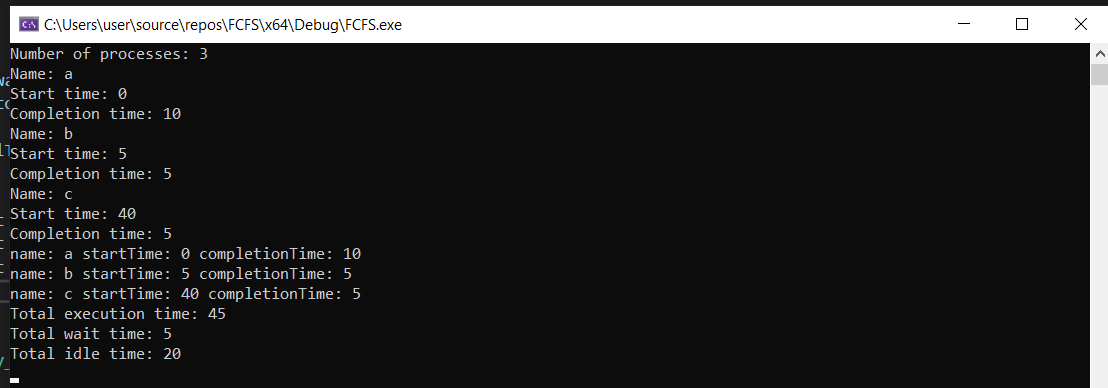 C:\Users\user\source\repos\FCFS\x64\Debug\FCFS.exe
Number of processes: 3
Name: a
Start time: 0
Completion time: 10
Name: b
Start time: 5
Completion time: 5
Name: c
Start time: 40
Completion time: 5
name: a startTime: 0 completionTime: 10
name: b startTime: 5 completionTime: 5
name: c startTime: 40 completionTime: 5
Total execution time: 45
Total wait time: 5
Total idle time: 20